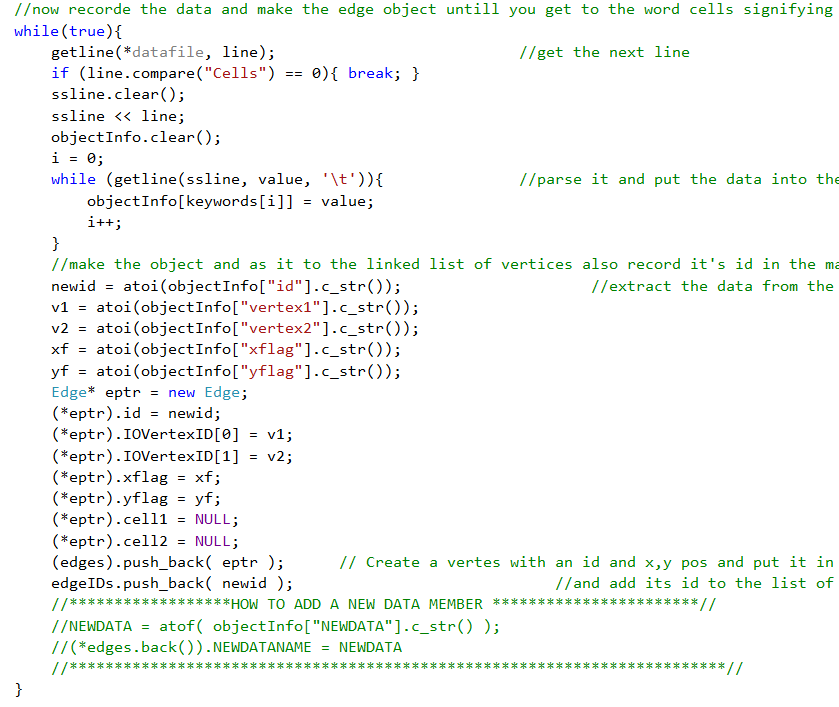 //now recorde the data and make the edge object untill you get to the word cells signifying
while(true){
getline(*datafile, line); //get the next line
if (line.compare("Cells") == 0){ break; }
ssline.clear();
ssline << line;
objectInfo.clear();
i = 0;
while (getline(ssline, value, '\t')){ //parse it and put the data into the
objectInfo[keywords[i]] = value;
i++;
}
//make the object and as it to the linked list of vertices also record it's id in the ma
newid = atoi(objectInfo["id"].c_str()); //extract the data from the
v1 = atoi(objectInfo["vertex1"].c_str());
v2 = atoi(objectInfo["vertex2"].c_str());
xf = atoi(objectInfo["xflag"].c_str());
yf = atoi(objectInfo["yflag"].c_str());
Edge* eptr = new Edge;
(*eptr).id = newid;
(*eptr).IOVertexID[0] = v1;
(*eptr).IOVertexID[1] = v2;
(*eptr).xflag = xf;
(*eptr).yflag = yf;
(*eptr).cell1 = NULL;
(*eptr).cell2 = NULL;
(edges).push_back( eptr ); // Create a vertes with an id and x,y pos and put it in
edgeIDs.push_back( newid ); //and add its id to the list of
//******************HOW TO ADD A NEW DATA MEMBER ***********************//
//NEWDATA = atof( objectInfo["NEWDATA"].c_str() );
//(*edges.back()).NEWDATANAME = NEWDATA
//*************************************************************************//
}